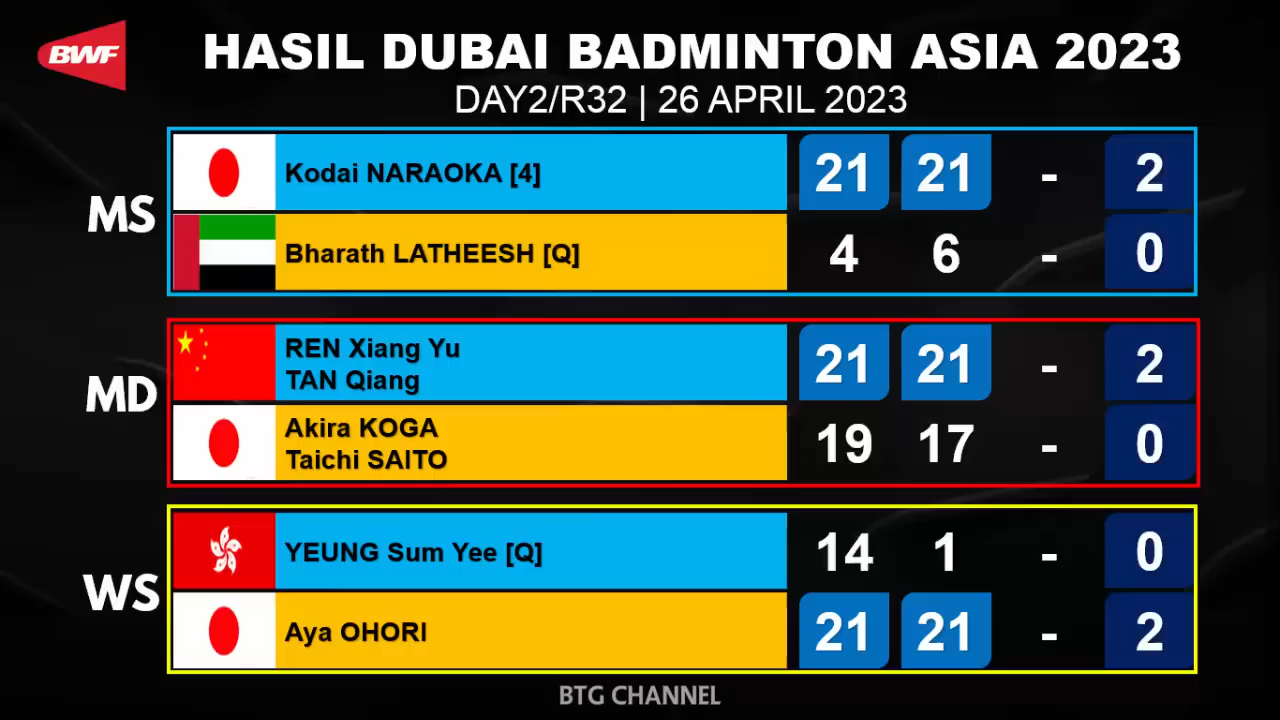 BWF
HASIL DUBAI BADMINTON ASIA 2023
DAY2/R32 | 26 APRIL 2023
MS
Kodai NARAOKA [4] 21 21 - 2
Bharath LATHEESH [Q] 4 6 - 0
MD
REN Xiang Yu
TAN Qiang
21 21 - 2
Akira KOGA
Taichi SAITO
19 17 - 0
WS
YEUNG Sum Yee [Q] 14 1 - 0
Aya OHORI 21 21 - 2
BTG CHANNEL